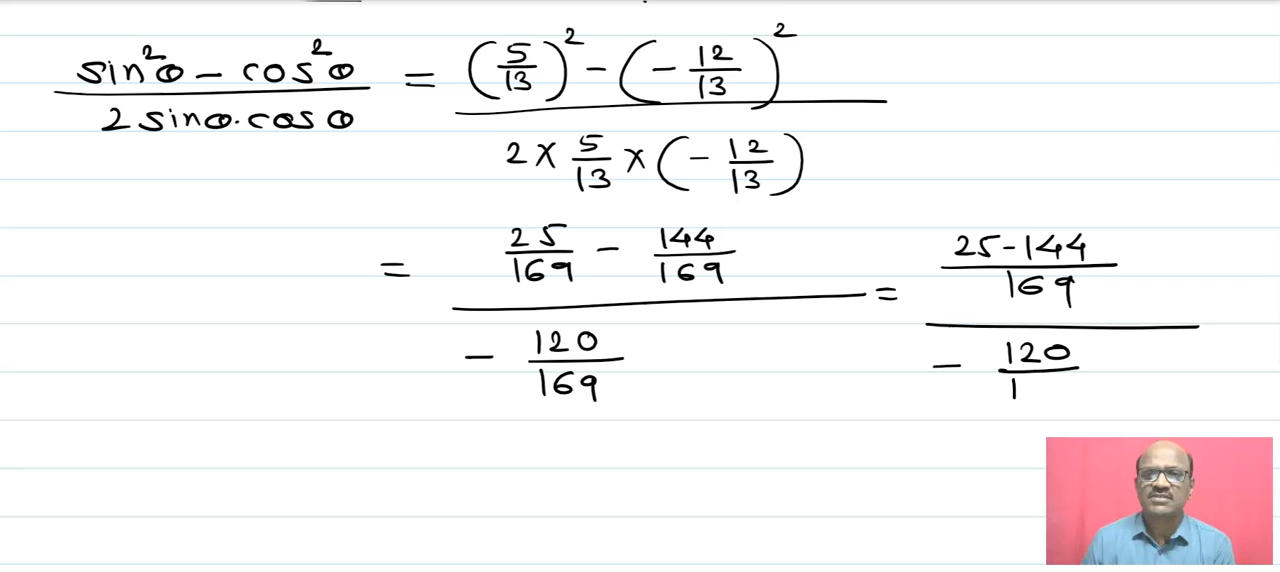 sin²θ - cos²θ / 2 sinθ.cosθ = (5/13)² - (- 12/13)² / 2 × 5/13 × (- 12/13)
= 25/169 - 144/169 / - 120/169 = 25-144/169 / - 120/1